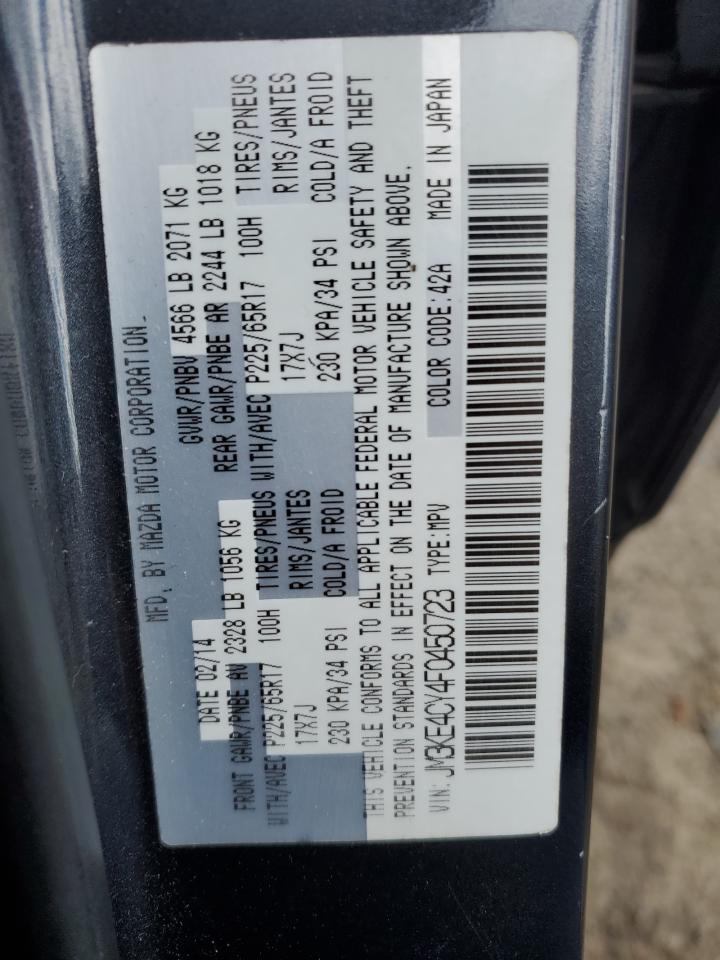 MFD. BY MAZDA MOTOR CORPORATION.
DATE 02/14 GVWR/PNBV 4566 LB 2071 KG
FRONT GAWR/PNBE AV 2328 LB 1056 KG REAR GAWR/PNBE AR 2244 LB 1018 KG
WITH/AVEC P225/65R17 100H TIRES/PNEUS WITH/AVEC P225/65R17 100H TIRES/PNEUS
17X7J RIMS/JANTES 17X7J RIMS/JANTES
230 KPA/34 PSI COLD/A FROID 230 KPA/34 PSI COLD/A FROID
THIS VEHICLE CONFORMS TO ALL APPLICABLE FEDERAL MOTOR VEHICLE SAFETY AND THEFT
PREVENTION STANDARDS IN EFFECT ON THE DATE OF MANUFACTURE SHOWN ABOVE.
VIN: JM3KE4CY4F0450723 TYPE:MPV COLOR CODE:42A MADE IN JAPAN